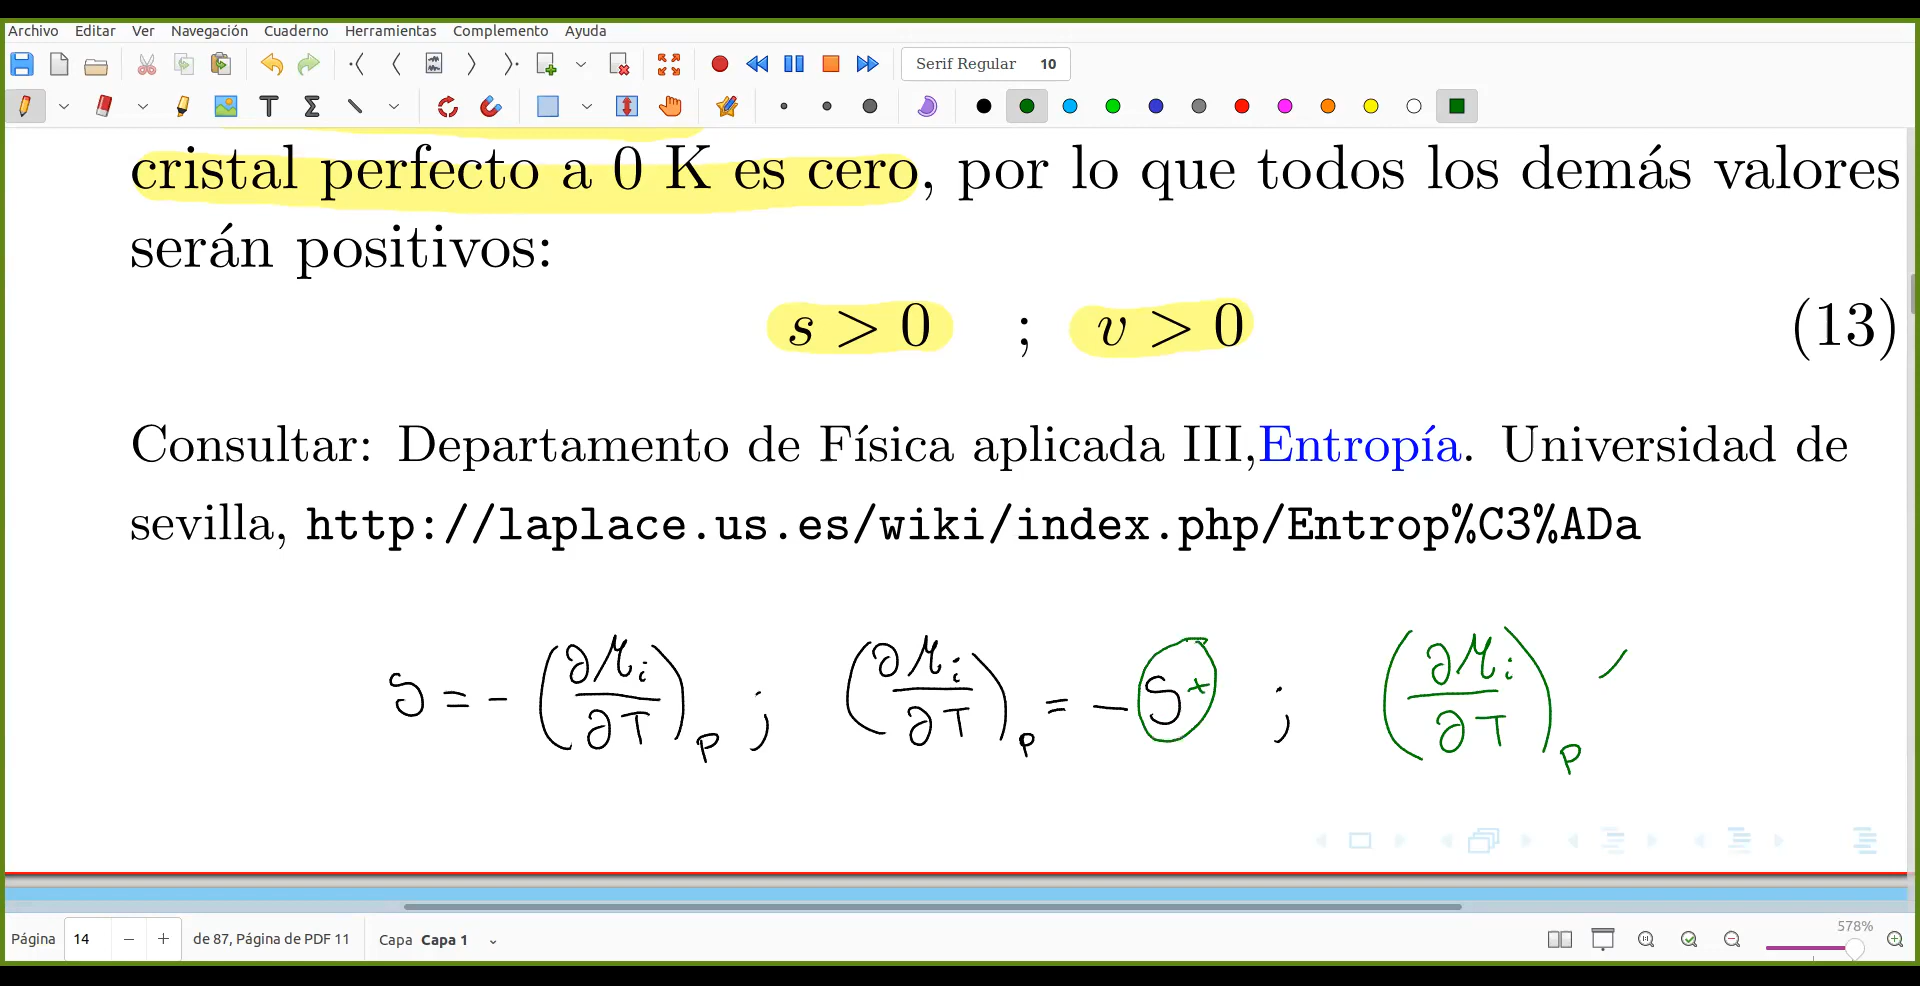 Archivo Editar Ver Navegación Cuaderno Herramientas Complemento Ayuda
Serif Regular 10
cristal perfecto a 0 K es cero, por lo que todos los demás valores
serán positivos:
s > 0 ; v > 0 (13)
Consultar: Departamento de Física aplicada III,Entropía. Universidad de
sevilla, http://laplace.us.es/wiki/index.php/Entrop%C3%ADa
S = - (∂μi/∂T)P ; (∂μi/∂T)P = - S+ ; (∂μi/∂T)P
Página 14 de 87, Página de PDF 11 Capa Capa 1 578%